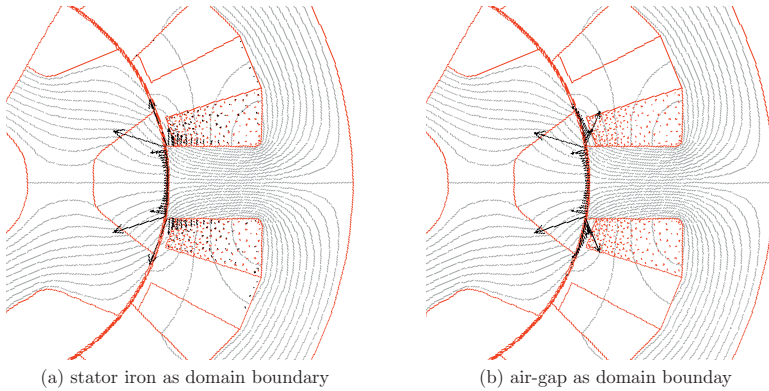 (a) stator iron as domain boundary
(b) air-gap as domain bounday